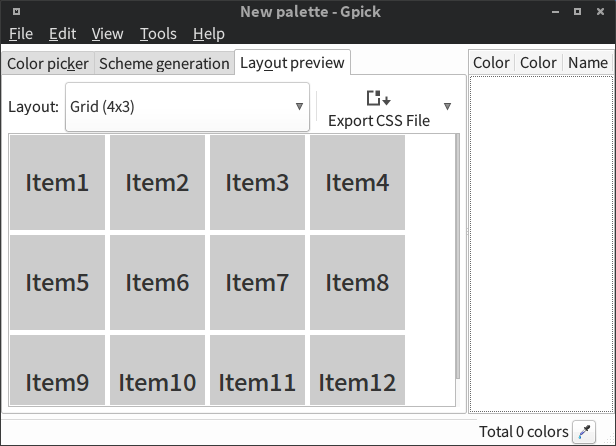 New palette - Gpick
File Edit View Tools Help
Color picker Scheme generation Layout preview
Color Color Name
Layout: Grid (4x3)
Export CSS File
Item1 Item2 Item3 Item4
Item5 Item6 Item7 Item8
Item9 Item10 Item11 Item12
Total 0 colors